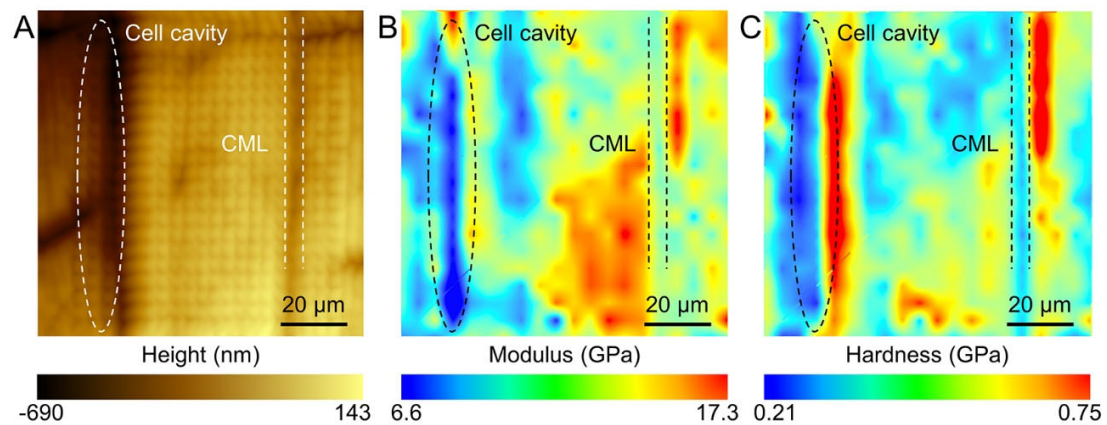 A
Cell cavity
CML
20 µm
Height (nm)
-690
143
B
Cell cavity
CML
20 µm
Modulus (GPa)
6.6
17.3
C
Cell cavity
CML
20 µm
Hardness (GPa)
0.21
0.75